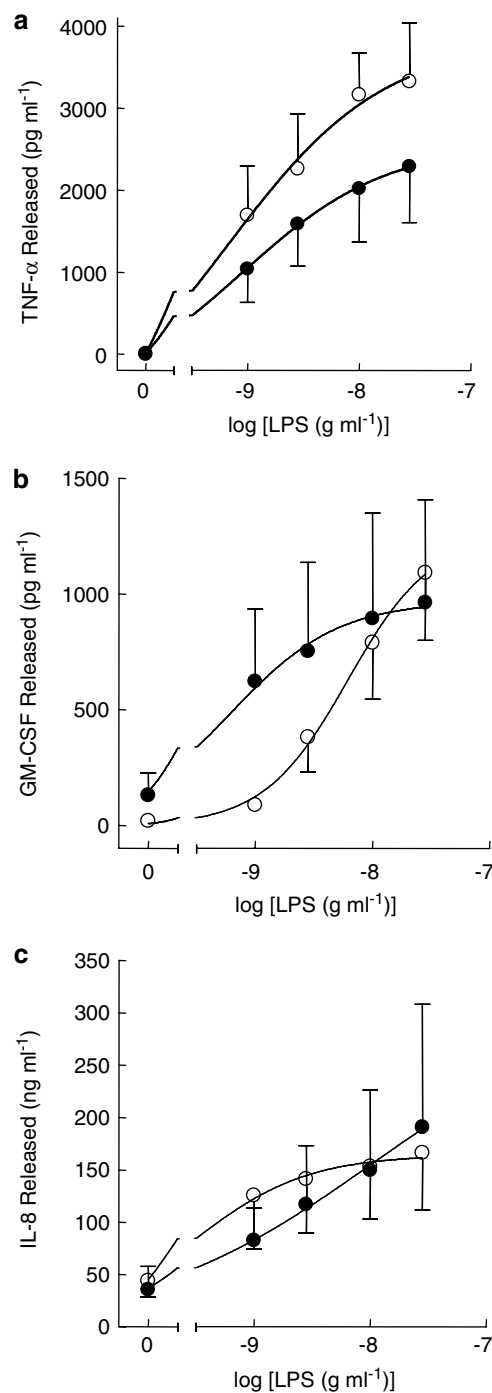 a
4000
3000
2000
1000
0
TNF-α Released (pg ml⁻¹)
0 -9 -8 -7
log [LPS (g ml⁻¹)]
b
1500
1000
500
0
GM-CSF Released (pg ml⁻¹)
0 -9 -8 -7
log [LPS (g ml⁻¹)]
c
350
300
250
200
150
100
50
0
IL-8 Released (ng ml⁻¹)
0 -9 -8 -7
log [LPS (g ml⁻¹)]